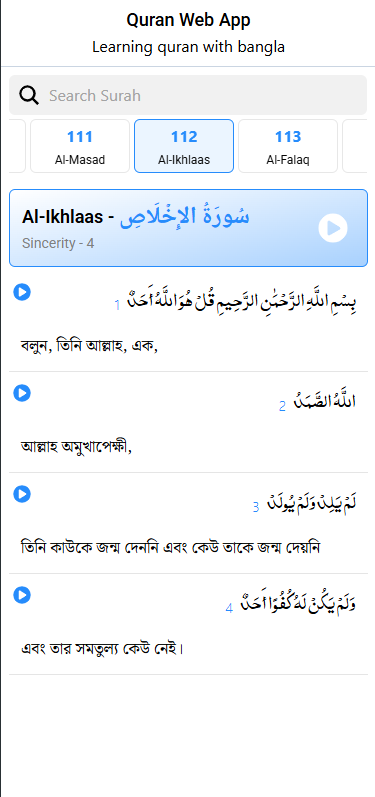 Quran Web App
Learning quran with bangla
Search Surah
111 112 113
Al-Masad Al-Ikhlaas Al-Falaq
Al-Ikhlaas - سُورَةُ الإِخۡلَاصِ
Sincerity - 4
بِسۡمِ ٱللَّهِ ٱلرَّحۡمَٰنِ ٱلرَّحِيمِ قُلۡ هُوَ ٱللَّهُ أَحَدٌ 1
বলুন, তিনি আল্লাহ, এক,
ٱللَّهُ ٱلصَّمَدُ 2
আল্লাহ অমুখাপেক্ষী,
لَمۡ يَلِدۡ وَلَمۡ يُولَدۡ 3
তিনি কাউকে জন্ম দেননি এবং কেউ তাকে জন্ম দেয়নি
وَلَمۡ يَكُن لَّهُۥ كُفُوًا أَحَدٌۢ 4
এবং তার সমতুল্য কেউ নেই।